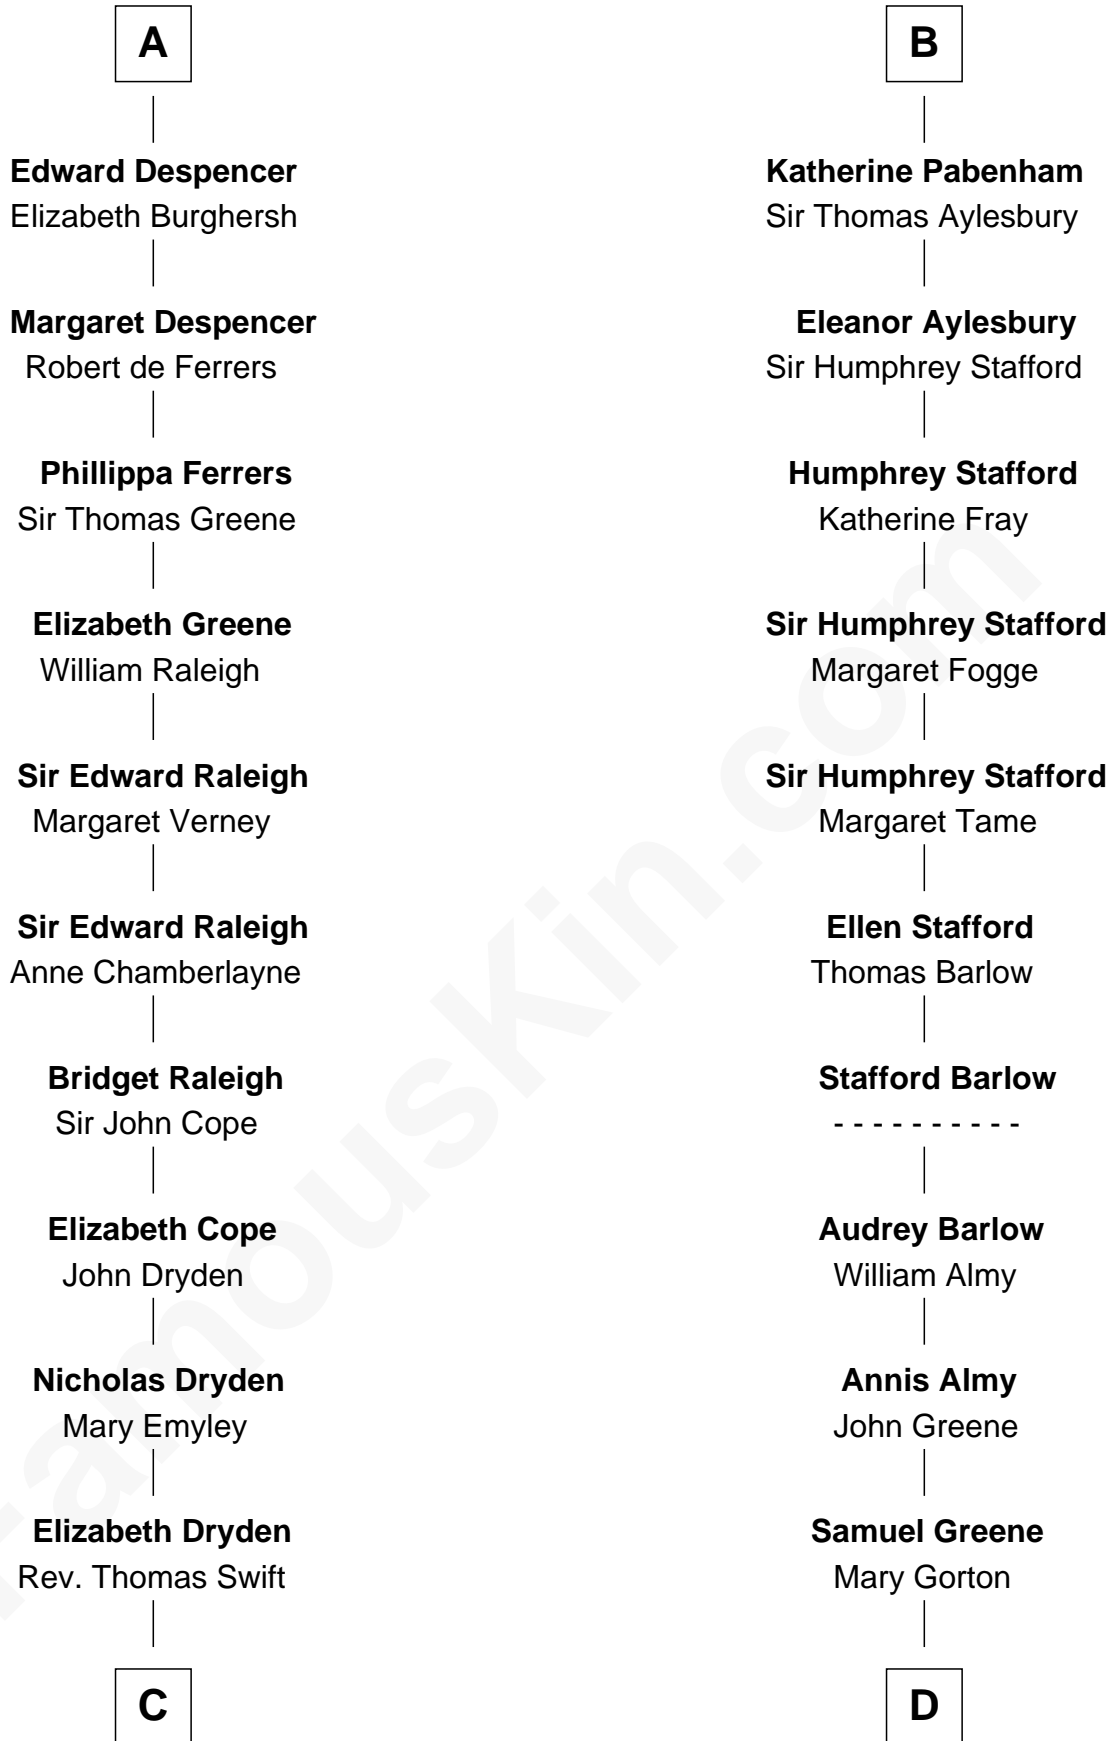 A
Edward Despencer
Elizabeth Burghersh
Margaret Despencer
Robert de Ferrers
Phillippa Ferrers
Sir Thomas Greene
Elizabeth Greene
William Raleigh
Sir Edward Raleigh
Margaret Verney
Sir Edward Raleigh
Anne Chamberlayne
Bridget Raleigh
Sir John Cope
Elizabeth Cope
John Dryden
Nicholas Dryden
Mary Emyley
Elizabeth Dryden
Rev. Thomas Swift
C
B
Katherine Pabenham
Sir Thomas Aylesbury
Eleanor Aylesbury
Sir Humphrey Stafford
Humphrey Stafford
Katherine Fray
Sir Humphrey Stafford
Margaret Fogge
Sir Humphrey Stafford
Margaret Tame
Ellen Stafford
Thomas Barlow
Stafford Barlow
- - - - - - - - - -
Audrey Barlow
William Almy
Annis Almy
John Greene
Samuel Greene
Mary Gorton
D
FamousKin.com